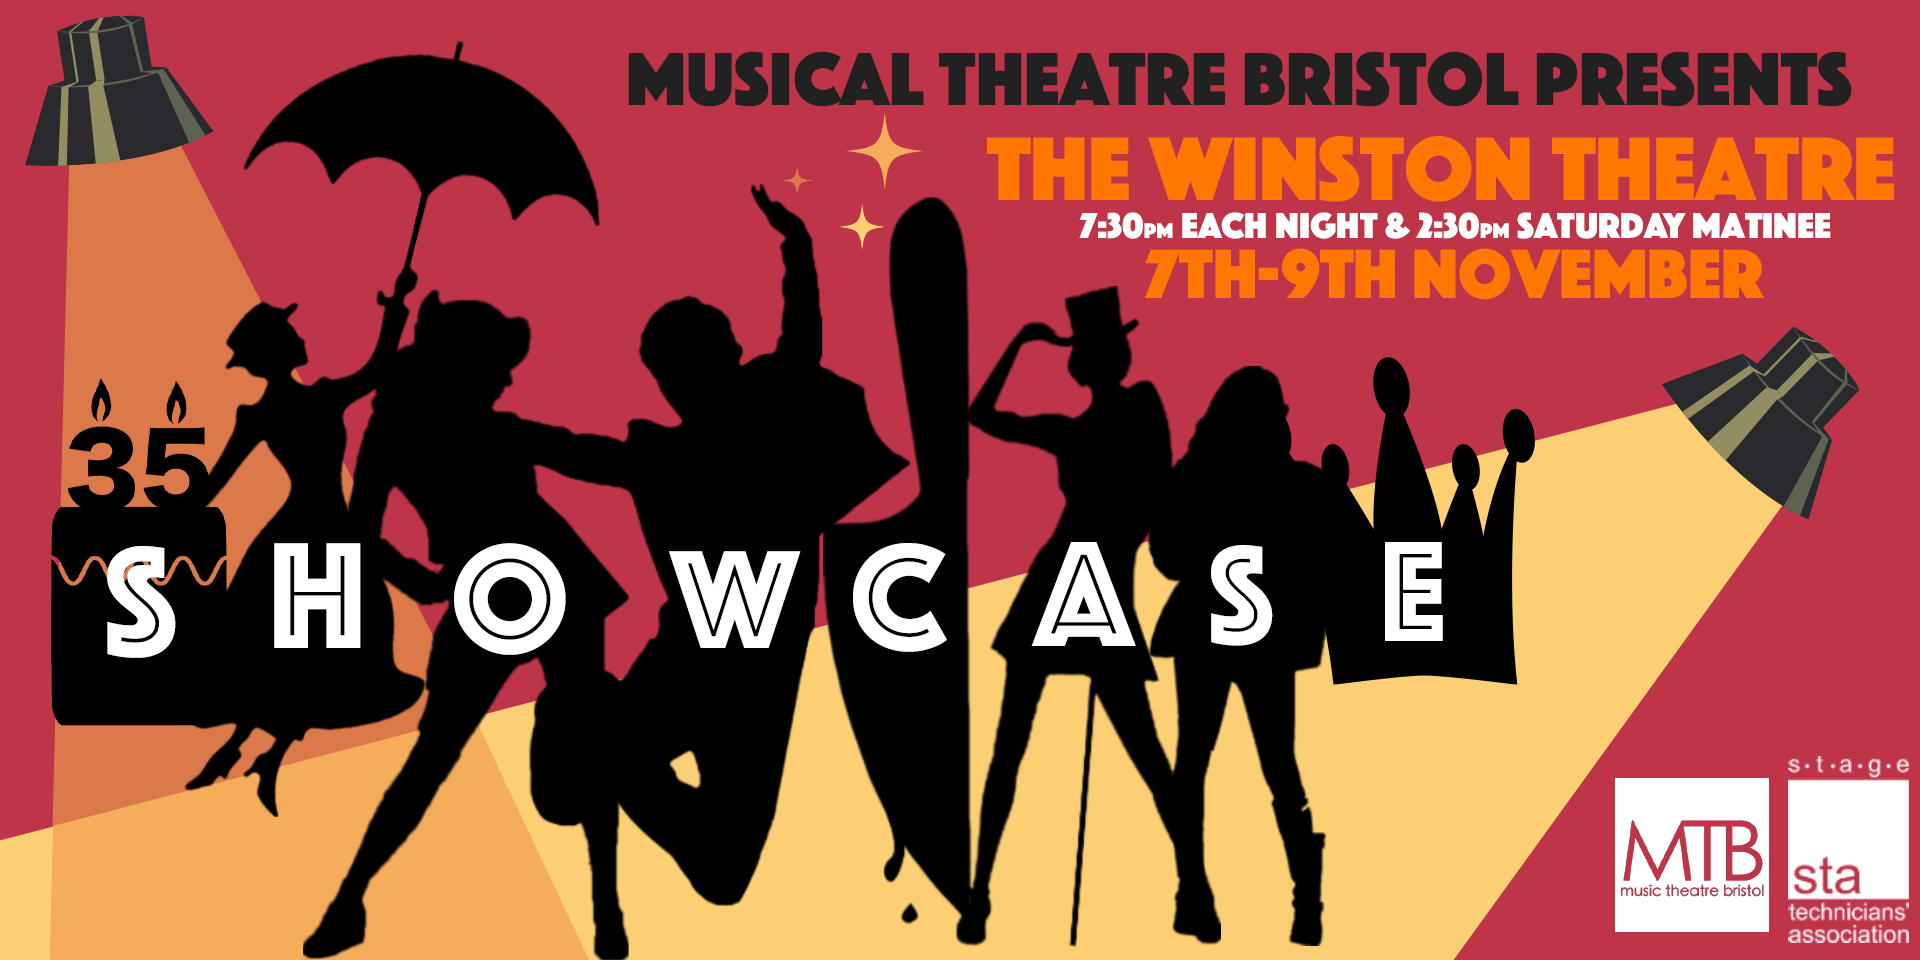 MUSICAL THEATRE BRISTOL PRESENTS
THE WINSTON THEATRE
7:30PM EACH NIGHT & 2:30PM SATURDAY MATINEE
7TH-9TH NOVEMBER
35
SHOWCASE
MTB
music theatre bristol
s·t·a·g·e
sta
technicians'
association